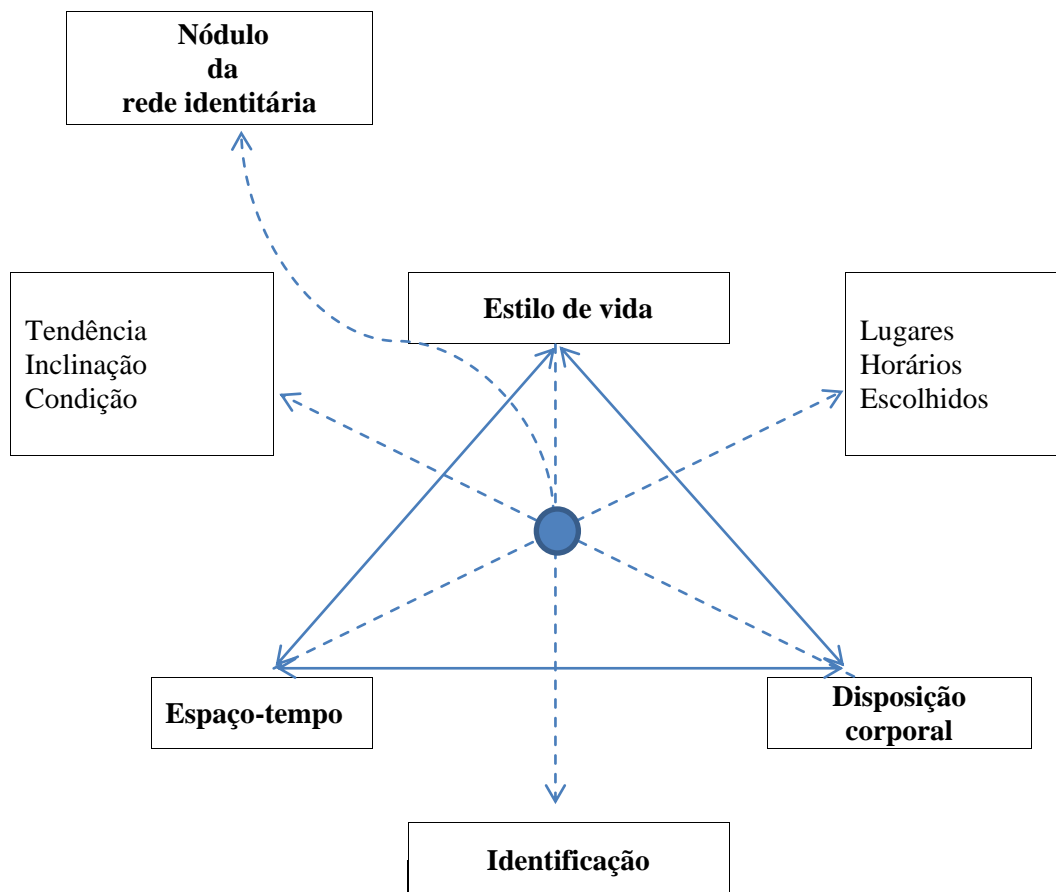 Nódulo
da
rede identitária
Tendência
Inclinação
Condição
Estilo de vida
Lugares
Horários
Escolhidos
Espaço-tempo
Disposição
corporal
Identificação